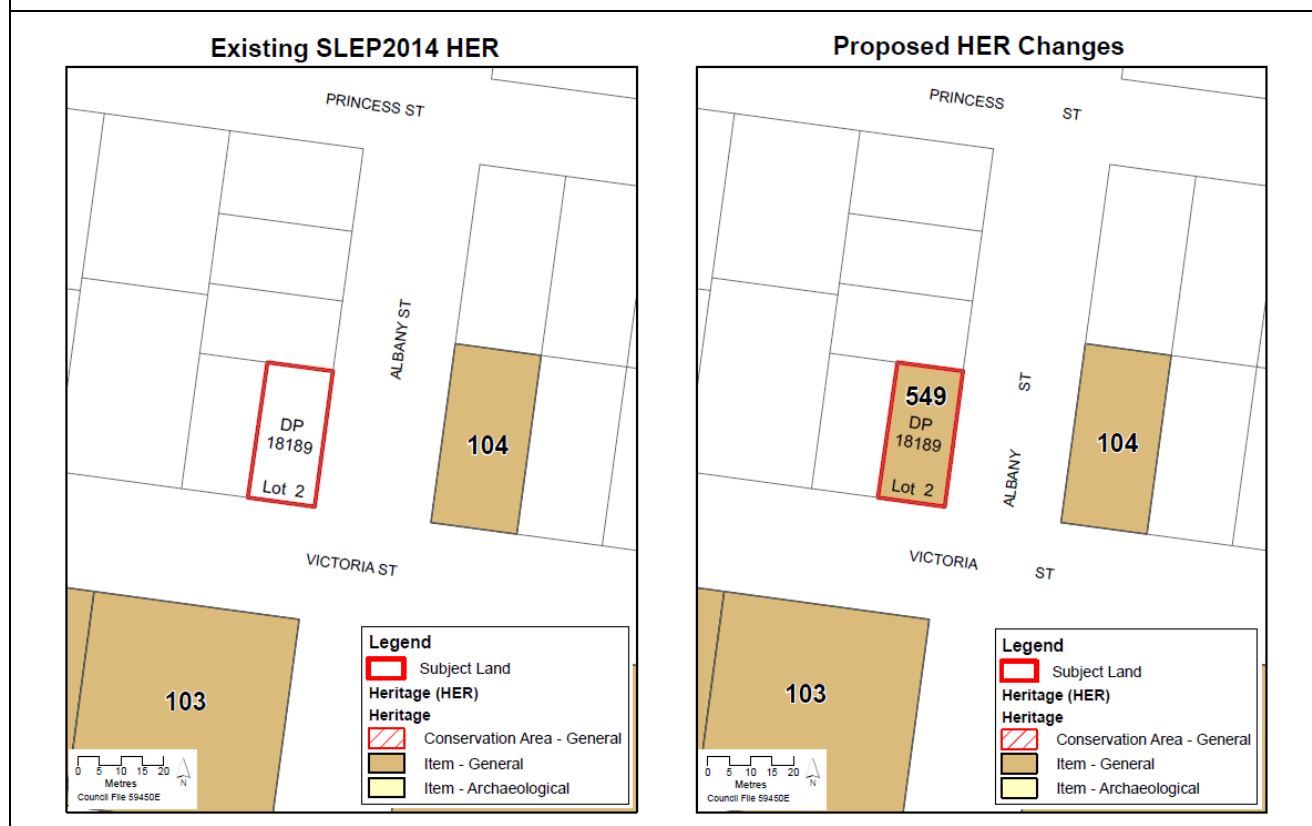 Existing SLEP2014 HER
PRINCESS ST
ALBANY ST
DP
18189
Lot 2
104
VICTORIA ST
103
Legend
Subject Land
Heritage (HER)
Heritage
Conservation Area - General
Item - General
Item - Archaeological
0 5 10 15 20
Metres
N
Council File 59450E
Proposed HER Changes
PRINCESS ST
ALBANY ST
549
DP
18189
Lot 2
104
VICTORIA ST
103
Legend
Subject Land
Heritage (HER)
Heritage
Conservation Area - General
Item - General
Item - Archaeological
0 5 10 15 20
Metres
N
Council File 59450E